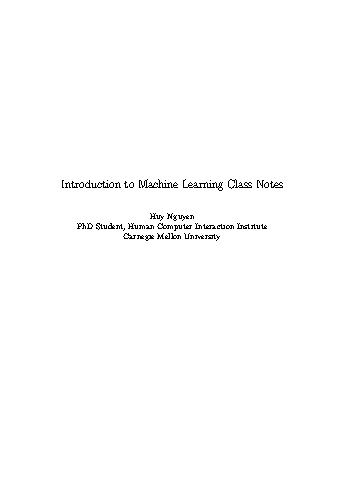 Introduction to Machine Learning Class Notes
Huy Nguyen
PhD Student, Human Computer Interaction Institute
Carnegie Mellon University